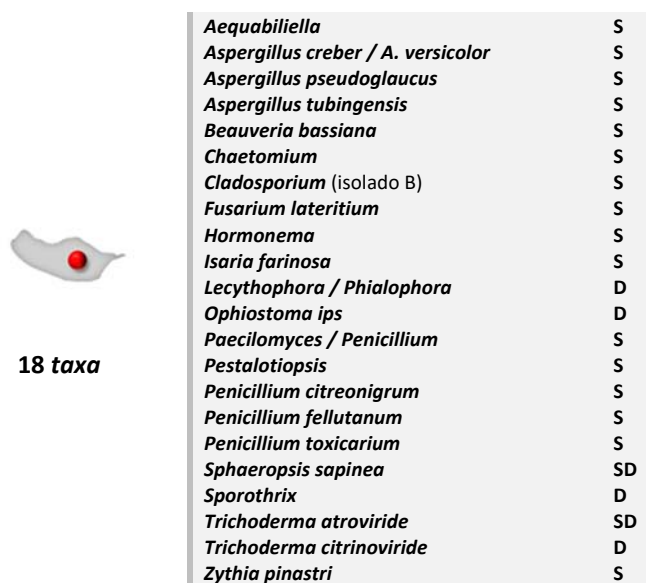 Aequabiliella S
Aspergillus creber / A. versicolor S
Aspergillus pseudoglaucus S
Aspergillus tubingensis S
Beauveria bassiana S
Chaetomium S
Cladosporium (isolado B) S
Fusarium lateritium S
Hormonema S
Isaria farinosa S
Lecythophora / Phialophora D
Ophiostoma ips D
Paecilomyces / Penicillium S
18 taxa
Pestalotiopsis S
Penicillium citreonigrum S
Penicillium fellutanum S
Penicillium toxicarium S
Sphaeropsis sapinea SD
Sporothrix D
Trichoderma atroviride SD
Trichoderma citrinoviride D
Zythia pinastri S